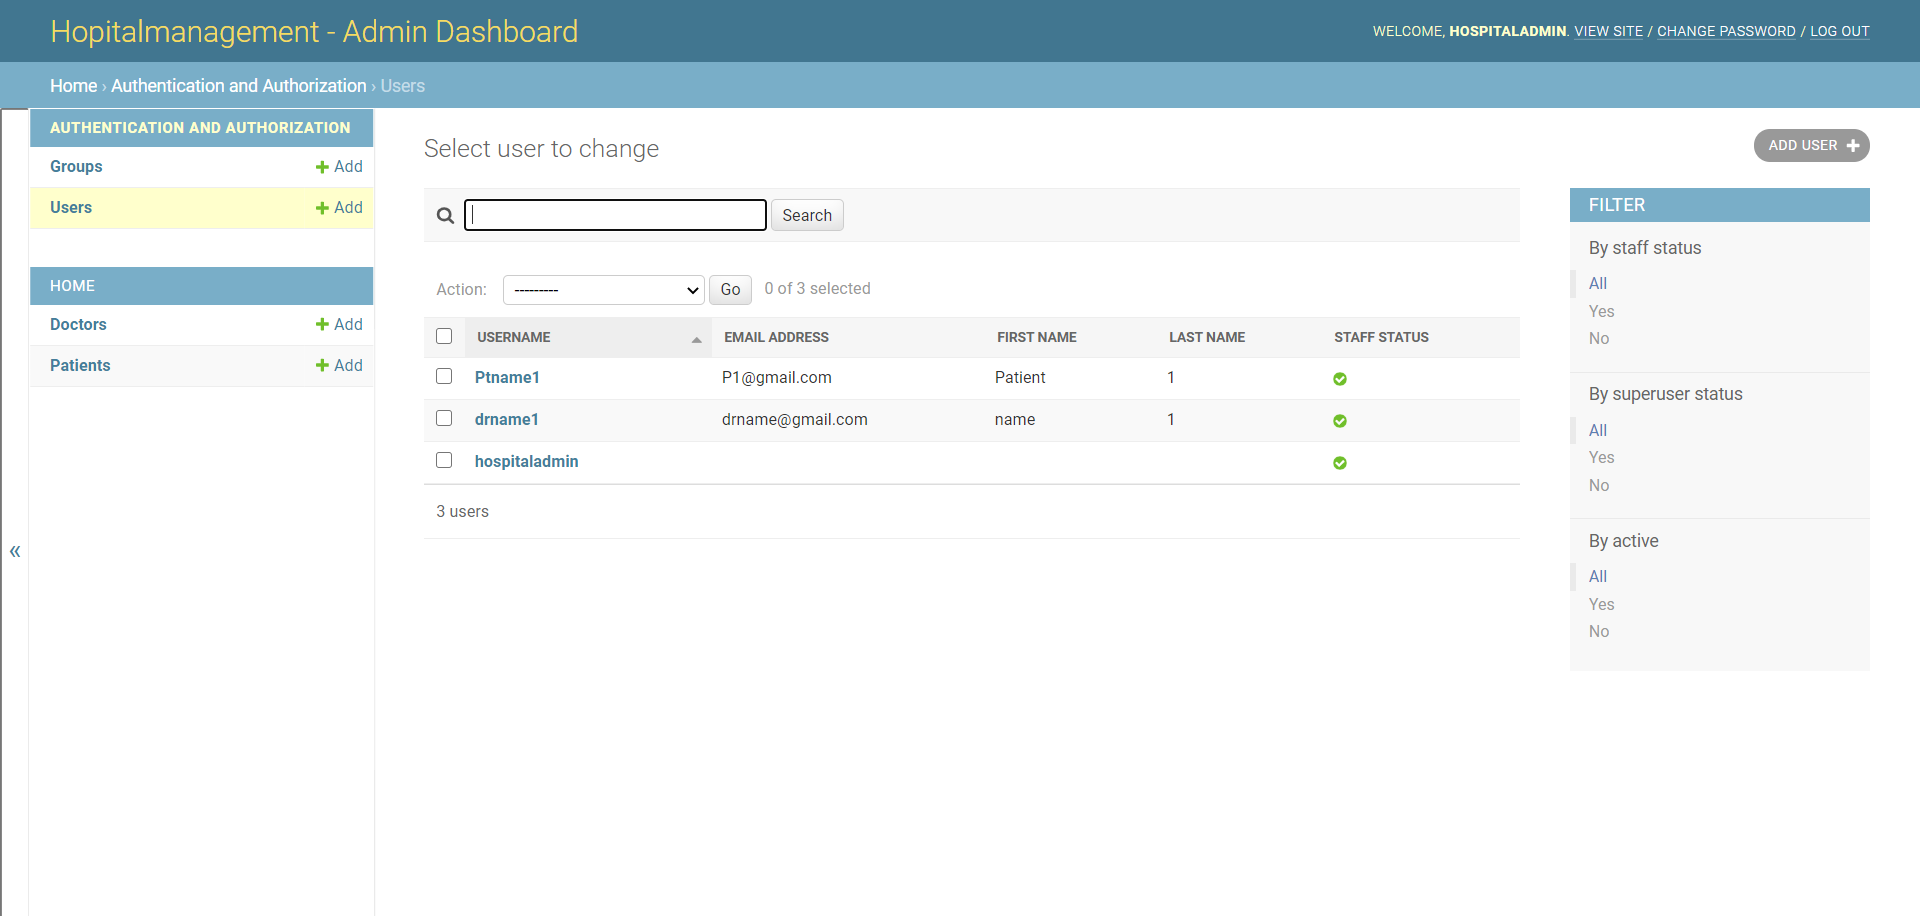 Hopitalmanagement - Admin Dashboard
WELCOME, HOSPITALADMIN. VIEW SITE / CHANGE PASSWORD / LOG OUT
Home › Authentication and Authorization › Users
AUTHENTICATION AND AUTHORIZATION
Groups + Add
Users + Add
HOME
Doctors + Add
Patients + Add
«
Select user to change
ADD USER +
Search
Action: --------- Go 0 of 3 selected
USERNAME EMAIL ADDRESS FIRST NAME LAST NAME STAFF STATUS
Ptname1 P1@gmail.com Patient 1
drname1 drname@gmail.com name 1
hospitaladmin
3 users
FILTER
By staff status
All
Yes
No
By superuser status
All
Yes
No
By active
All
Yes
No